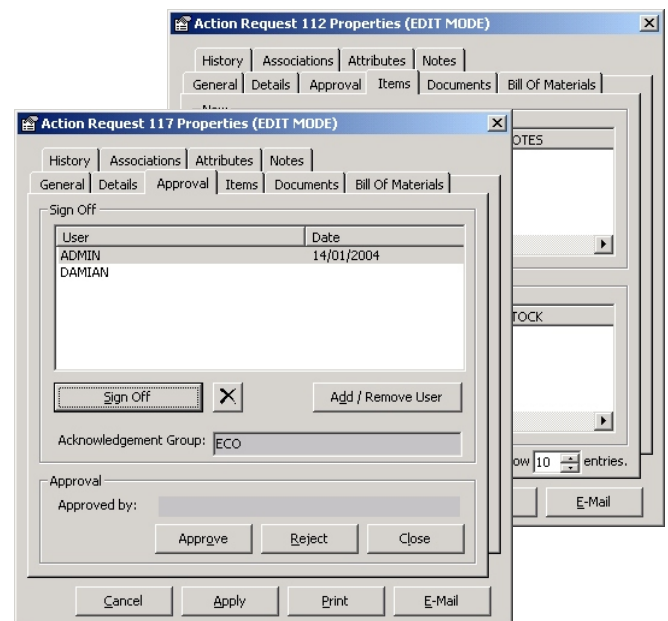 Action Request 112 Properties (EDIT MODE)
History Associations Attributes Notes
General Details Approval Items Documents Bill Of Materials
OTES
TOCK
ow 10 entries.
E-Mail
Action Request 117 Properties (EDIT MODE)
History Associations Attributes Notes
General Details Approval Items Documents Bill Of Materials
Sign Off
User Date
ADMIN 14/01/2004
DAMIAN
Sign Off Add / Remove User
Acknowledgement Group: ECO
Approval
Approved by:
Approve Reject Close
Cancel Apply Print E-Mail